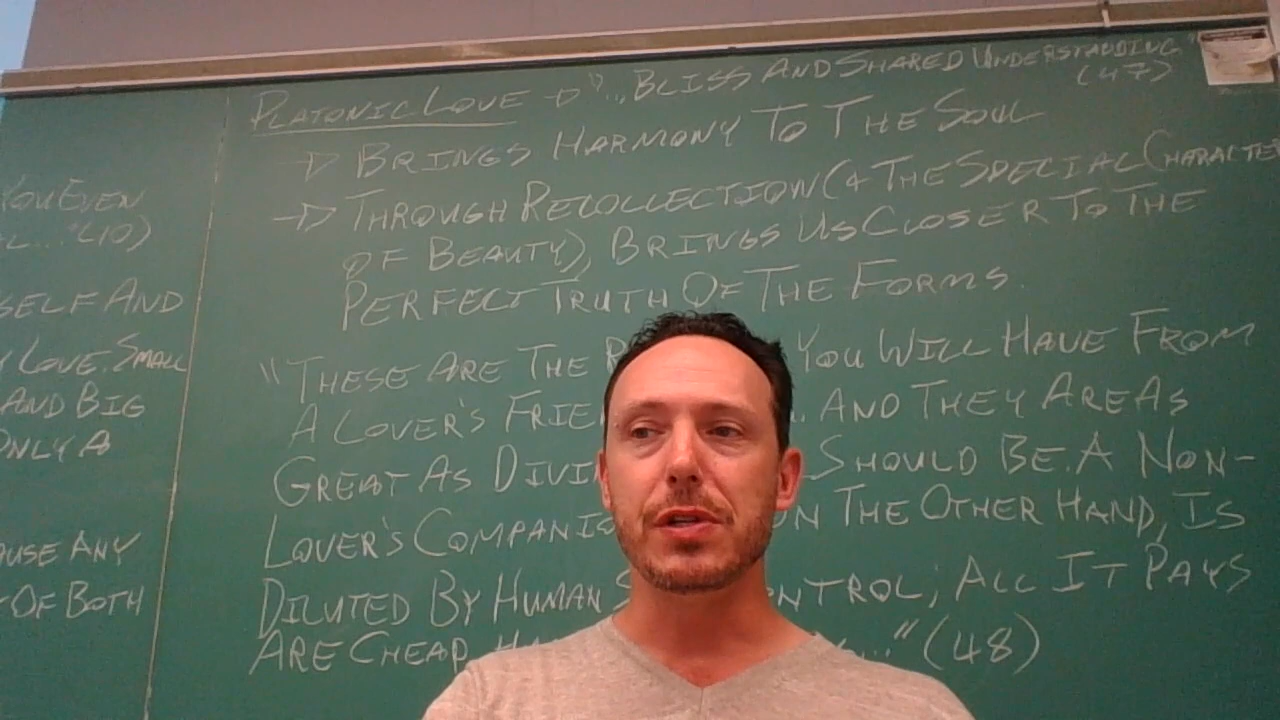 PLATONIC LOVE → "... BLISS AND SHARED UNDERSTANDING
(47)
→ BRINGS HARMONY TO THE SOUL
→ THROUGH RECOLLECTION (+ THE SPECIAL CHARACTE
OF BEAUTY), BRINGS US CLOSER TO THE
PERFECT TRUTH OF THE FORMS.
"THESE ARE THE R YOU WILL HAVE FROM
A LOVER'S FRIE ... AND THEY ARE AS
GREAT AS DIVI SHOULD BE. A NON-
LOVER'S COMPANIS ON THE OTHER HAND, IS
DILUTED BY HUMAN S NTROL; ALL IT PAYS
ARE CHEAP, ..." (48)
YOU EVEN
L..." (10)
SELF AND
LOVE. SMALL
AND BIG
ONLY A
AUSE ANY
OF BOTH